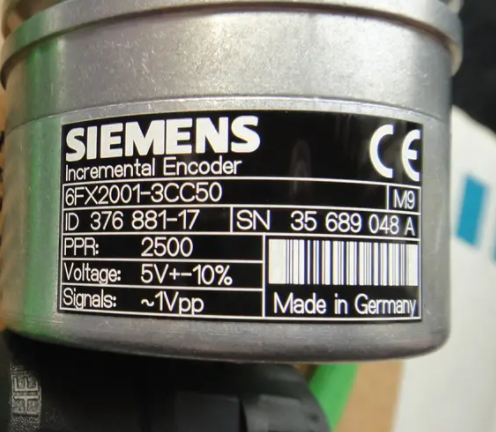 SIEMENS
CE
Incremental Encoder
6FX2001-3CC50 M9
ID 376 881-17 SN 35 689 048 A
PPR: 2500
Voltage: 5V+-10%
Signals: ~1Vpp
Made in Germany